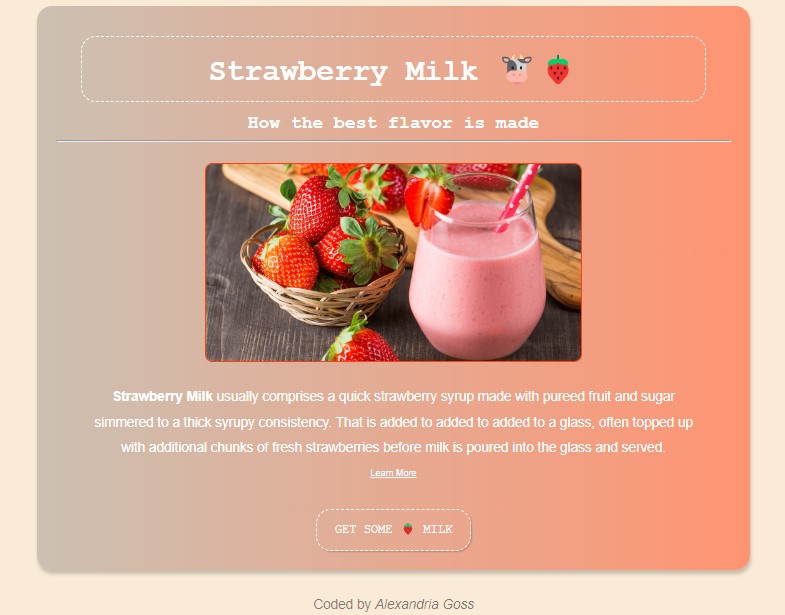 Strawberry Milk 🐮 🍓
How the best flavor is made
Strawberry Milk usually comprises a quick strawberry syrup made with pureed fruit and sugar
simmered to a thick syrupy consistency. That is added to added to added to a glass, often topped up
with additional chunks of fresh strawberries before milk is poured into the glass and served.
Learn More
GET SOME 🍓 MILK
Coded by Alexandria Goss